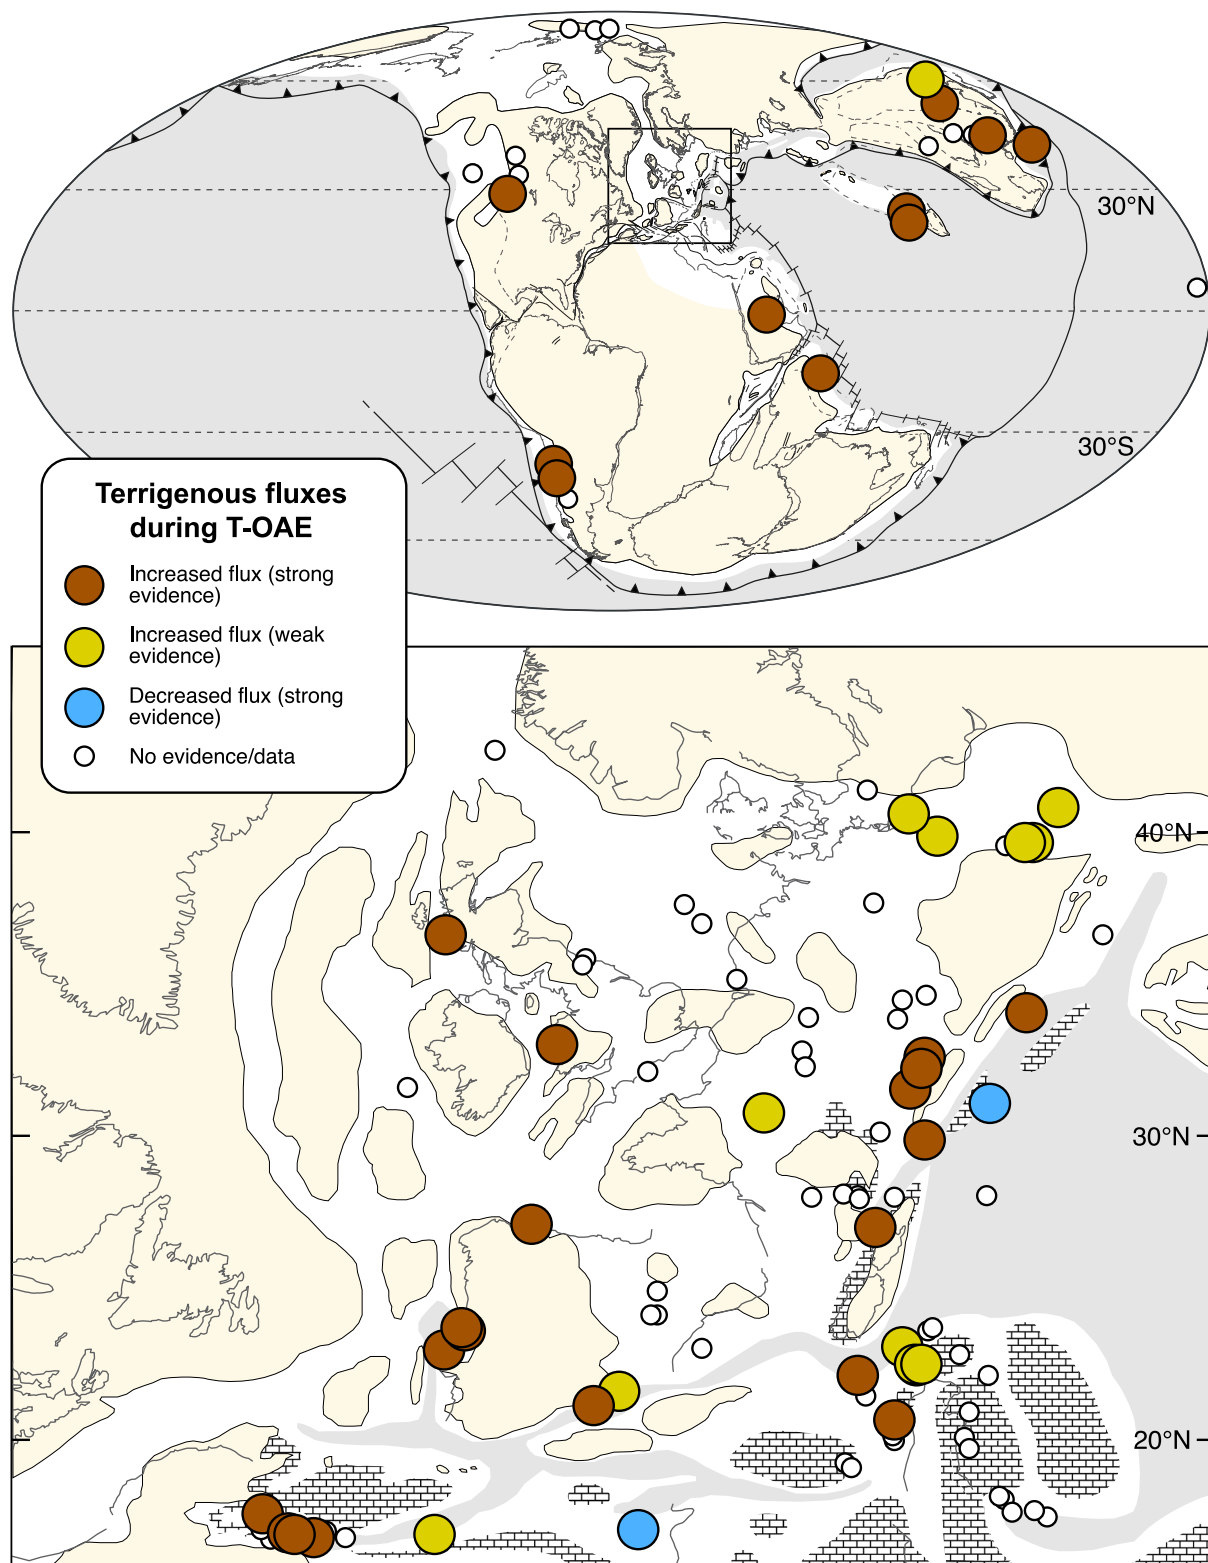 30°N
30°S
Terrigenous fluxes
during T-OAE
Increased flux (strong
evidence)
Increased flux (weak
evidence)
Decreased flux (strong
evidence)
No evidence/data
40°N
30°N
20°N